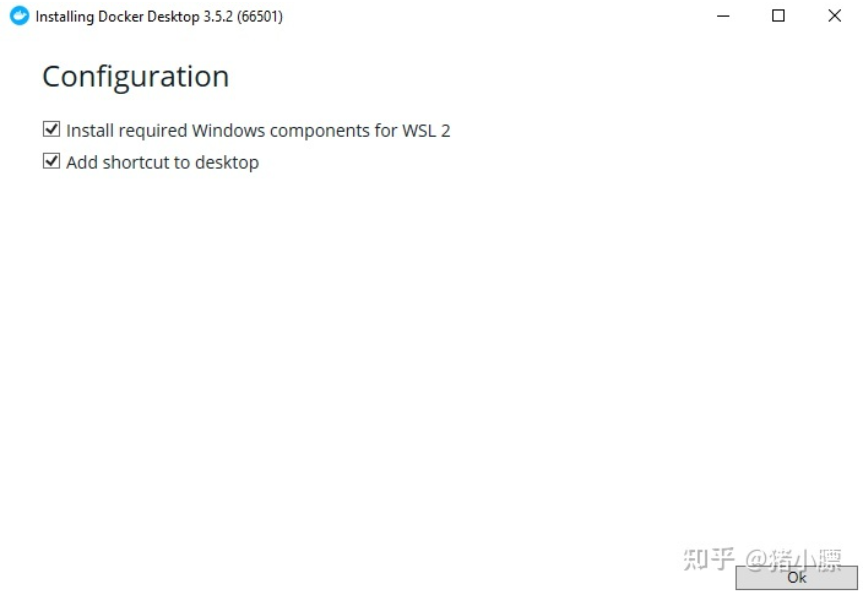 Installing Docker Desktop 3.5.2 (66501)
Configuration
Install required Windows components for WSL 2
Add shortcut to desktop
知乎 @猪小膘
Ok